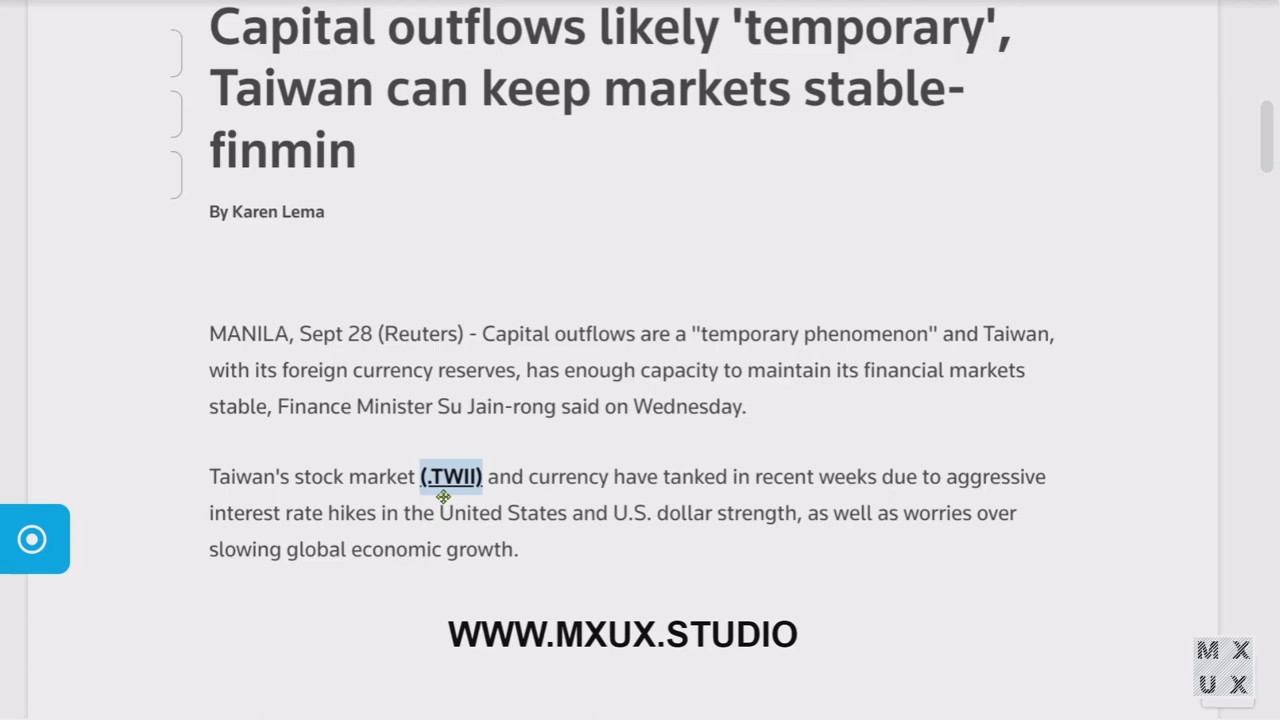 Capital outflows likely 'temporary',
Taiwan can keep markets stable-
finmin
By Karen Lema
MANILA, Sept 28 (Reuters) - Capital outflows are a "temporary phenomenon" and Taiwan,
with its foreign currency reserves, has enough capacity to maintain its financial markets
stable, Finance Minister Su Jain-rong said on Wednesday.
Taiwan's stock market (.TWII) and currency have tanked in recent weeks due to aggressive
interest rate hikes in the United States and U.S. dollar strength, as well as worries over
slowing global economic growth.
WWW.MXUX.STUDIO
M X
U X